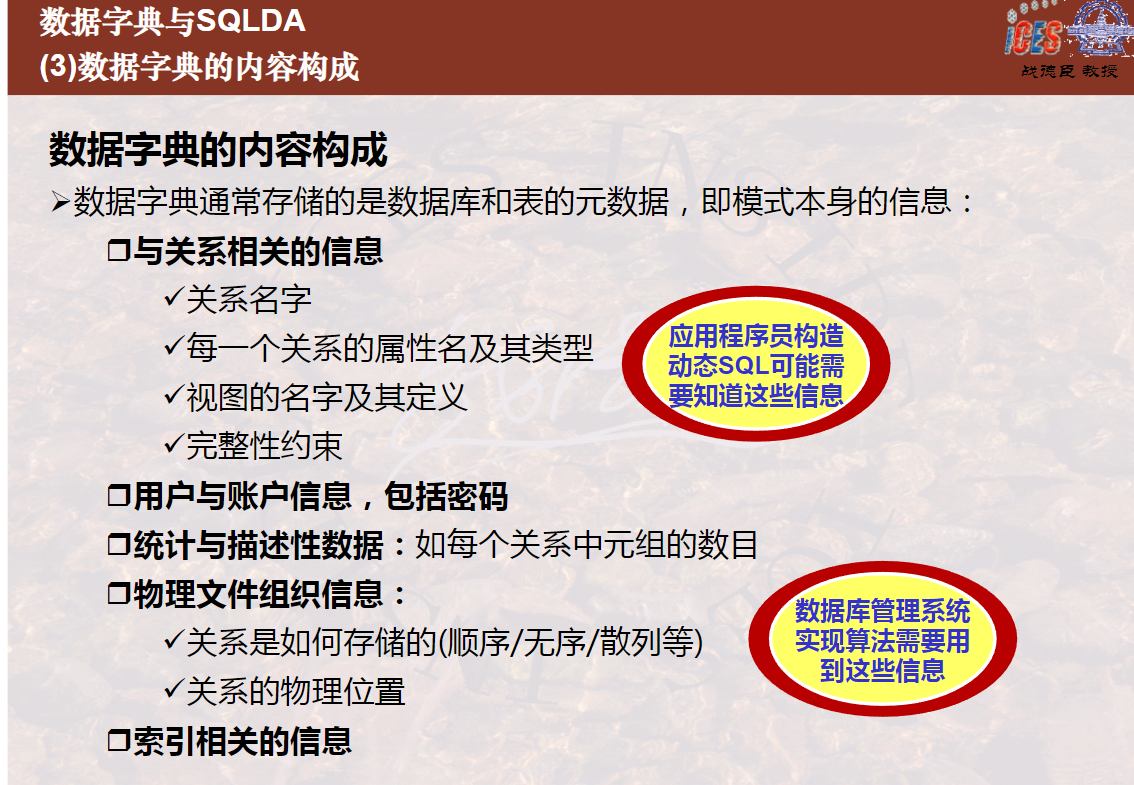 数据字典与SQLDA
(3)数据字典的内容构成
ICES
战德臣 教授
数据字典的内容构成
➢数据字典通常存储的是数据库和表的元数据，即模式本身的信息：
❒与关系相关的信息
✓关系名字
✓每一个关系的属性名及其类型
✓视图的名字及其定义
✓完整性约束
应用程序员构造
动态SQL可能需
要知道这些信息
❒用户与账户信息，包括密码
❒统计与描述性数据：如每个关系中元组的数目
❒物理文件组织信息：
✓关系是如何存储的(顺序/无序/散列等)
✓关系的物理位置
数据库管理系统
实现算法需要用
到这些信息
❒索引相关的信息